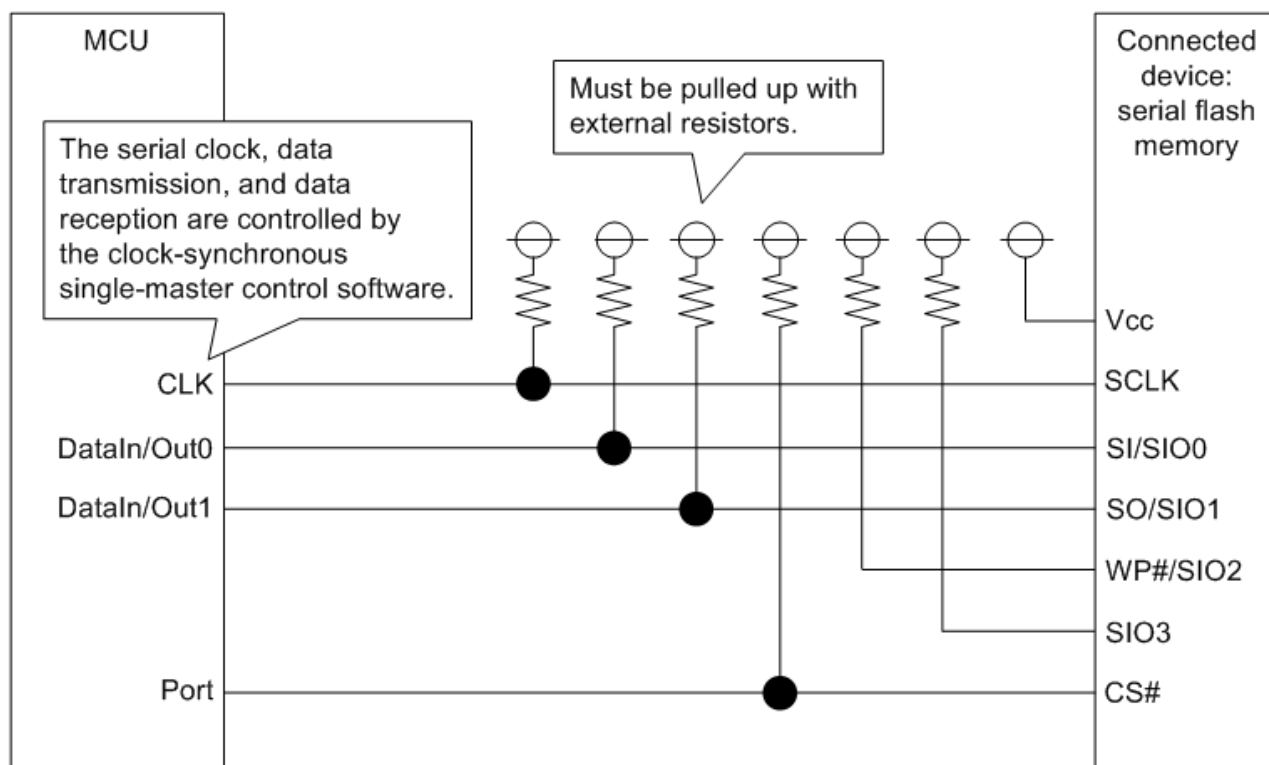 MCU
Connected
device:
serial flash
memory
Must be pulled up with
external resistors.
The serial clock, data
transmission, and data
reception are controlled by
the clock-synchronous
single-master control software.
Vcc
CLK
SCLK
DataIn/Out0
SI/SIO0
DataIn/Out1
SO/SIO1
WP#/SIO2
SIO3
Port
CS#